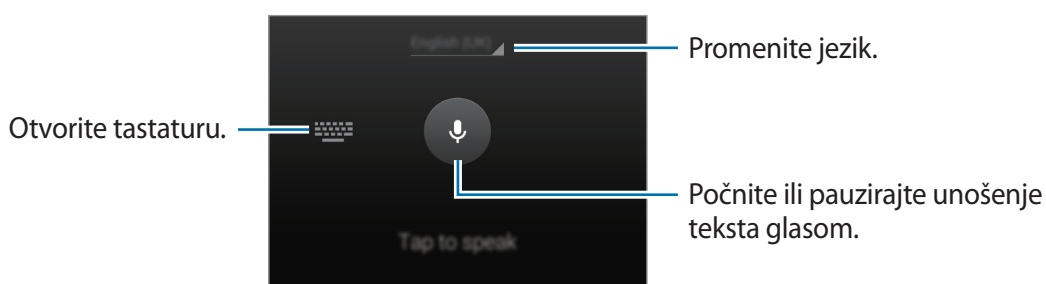 English (UK)
Promenite jezik.
Otvorite tastaturu.
Počnite ili pauzirajte unošenje
teksta glasom.
Tap to speak